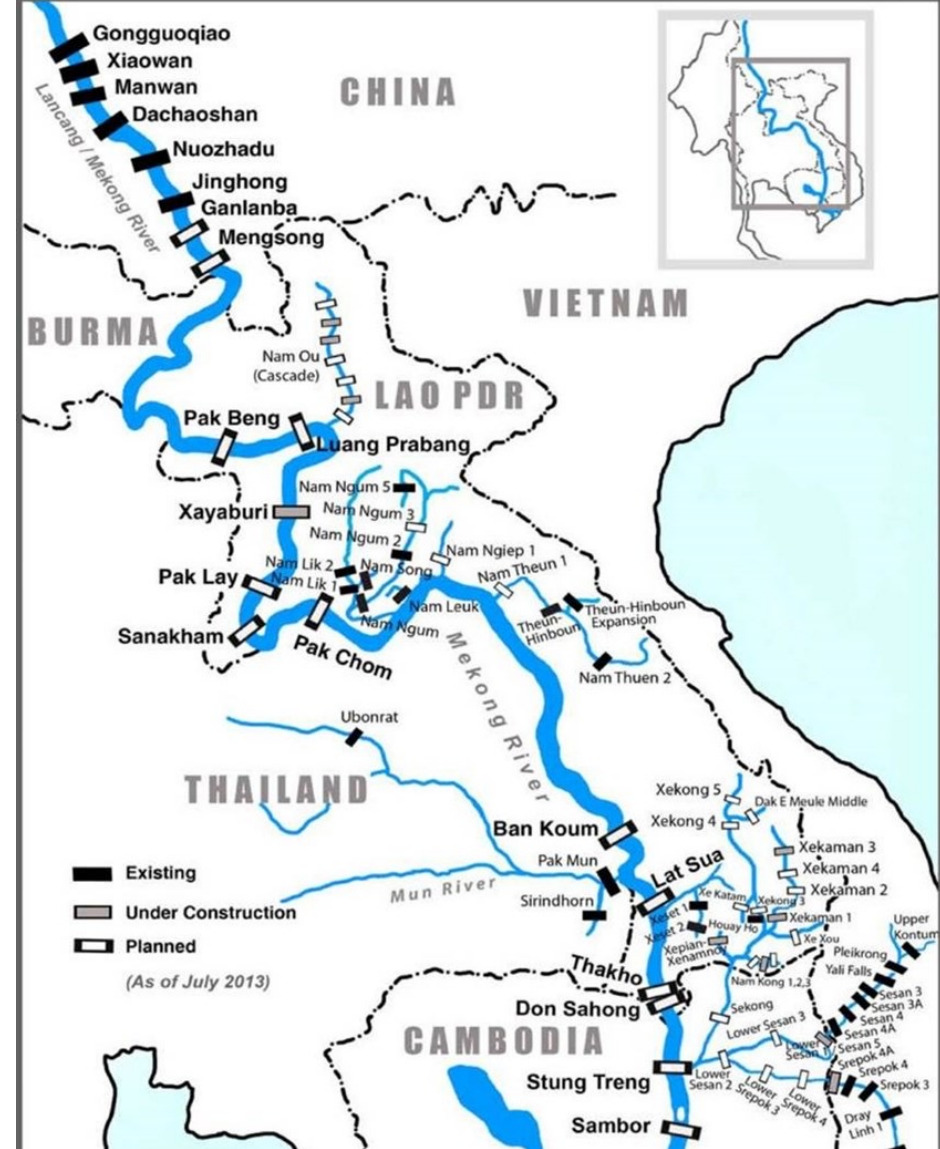 Gongguoqiao
Xiaowan
Manwan
Dachaoshan
Nuozhadu
Jinghong
Ganlanba
Mengsong
Lancang / Mekong River
CHINA
VIETNAM
BURMA
Nam Ou
(Cascade)
LAO PDR
Pak Beng
Luang Prabang
Nam Ngum 5
Xayaburi
Nam Ngum 3
Nam Ngum 2
Nam Ngiep 1
Nam Lik 2
Nam Song
Nam Theun 1
Pak Lay
Nam Lik 1
Nam Leuk
Theun-Hinboun
Expansion
Theun-
Hinboun
Nam Ngum
Sanakham
Pak Chom
Mekong River
Nam Thuen 2
Ubonrat
THAILAND
Xekong 5
Dak E Meule Middle
Xekong 4
Ban Koum
Xekaman 3
Pak Mun
Lat Sua
Xekaman 4
Existing
Mun River
Xekaman 2
Sirindhorn
Xe Katam
Xekong 3
Under Construction
Xeset 1
Xekaman 1
Xeset 2
Houay Ho
Upper
Kontum
Planned
Xepian-
Xenamnoy
Xe Xou
Pleikrong
(As of July 2013)
Thakho
Yali Falls
Nam Kong 1,2,3
Sesan 3
Don Sahong
Sekong
Sesan 3A
Sesan 4
CAMBODIA
Lower Sesan 3
Sesan 4A
Lower
Sesan 1/
Sesan 5
Srepok 4A
Stung Treng
Lower
Sesan 2
Lower
Srepok 3
Lower
Srepok 4
Srepok 4
Srepok 3
Sambor
Dray
Linh 1